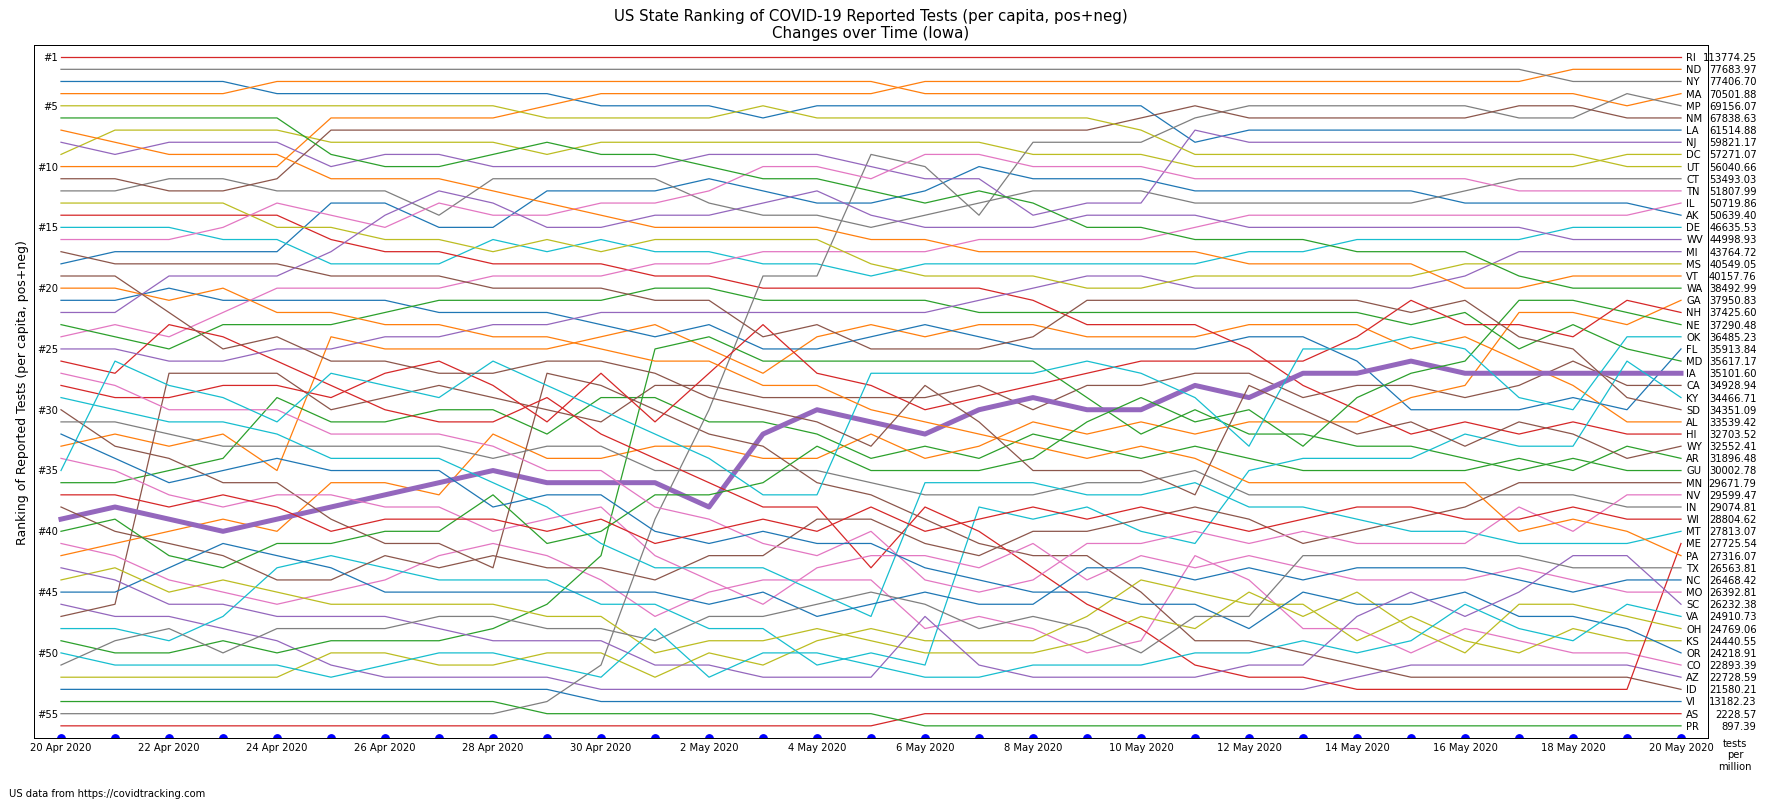 US State Ranking of COVID-19 Reported Tests (per capita, pos+neg)
Changes over Time (Iowa)
Ranking of Reported Tests (per capita, pos+neg)
#1
#5
#10
#15
#20
#25
#30
#35
#40
#45
#50
#55
RI 113774.25
ND 77683.97
NY 77406.70
MA 70501.88
MP 69156.07
NM 67838.63
LA 61514.88
NJ 59821.17
DC 57271.07
UT 56040.66
CT 53493.03
TN 51807.99
IL 50719.86
AK 50639.40
DE 46635.53
WV 44998.93
MI 43764.72
MS 40549.05
VT 40157.76
WA 38492.99
GA 37950.83
NH 37425.60
NE 37290.48
OK 36485.23
FL 35913.84
MD 35617.17
IA 35101.60
CA 34928.94
KY 34466.71
SD 34351.09
AL 33539.42
HI 32703.52
WY 32552.41
AR 31896.48
GU 30002.78
MN 29671.79
NV 29599.47
IN 29074.81
WI 28804.62
MT 27813.07
ME 27725.54
PA 27316.07
TX 26563.81
NC 26468.42
MO 26392.81
SC 26232.38
VA 24910.73
OH 24769.06
KS 24440.55
OR 24218.91
CO 22893.39
AZ 22728.59
ID 21580.21
VI 13182.23
AS 2228.57
PR 897.39
20 Apr 2020 22 Apr 2020 24 Apr 2020 26 Apr 2020 28 Apr 2020 30 Apr 2020 2 May 2020 4 May 2020 6 May 2020 8 May 2020 10 May 2020 12 May 2020 14 May 2020 16 May 2020 18 May 2020 20 May 2020
tests
per
million
US data from https://covidtracking.com